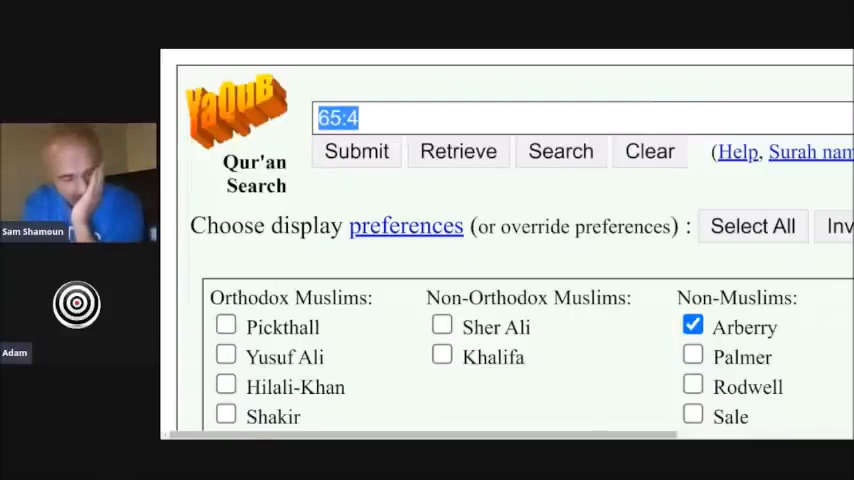 YaQuB
Qur'an
Search
65:4
Submit
Retrieve
Search
Clear
(Help, Surah nam
Choose display preferences (or override preferences) :
Select All
Inv
Orthodox Muslims:
Pickthall
Yusuf Ali
Hilali-Khan
Shakir
Non-Orthodox Muslims:
Sher Ali
Khalifa
Non-Muslims:
Arberry
Palmer
Rodwell
Sale
Sam Shamoun
Adam